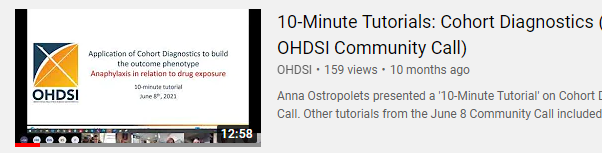 Application of Cohort Diagnostics to build
the outcome phenotype
Anaphylaxis in relation to drug exposure
10-minute tutorial
June 8th, 2021
OHDSI
12:58
10-Minute Tutorials: Cohort Diagnostics (
OHDSI Community Call)
OHDSI • 159 views • 10 months ago
Anna Ostropolets presented a '10-Minute Tutorial' on Cohort D
Call. Other tutorials from the June 8 Community Call included